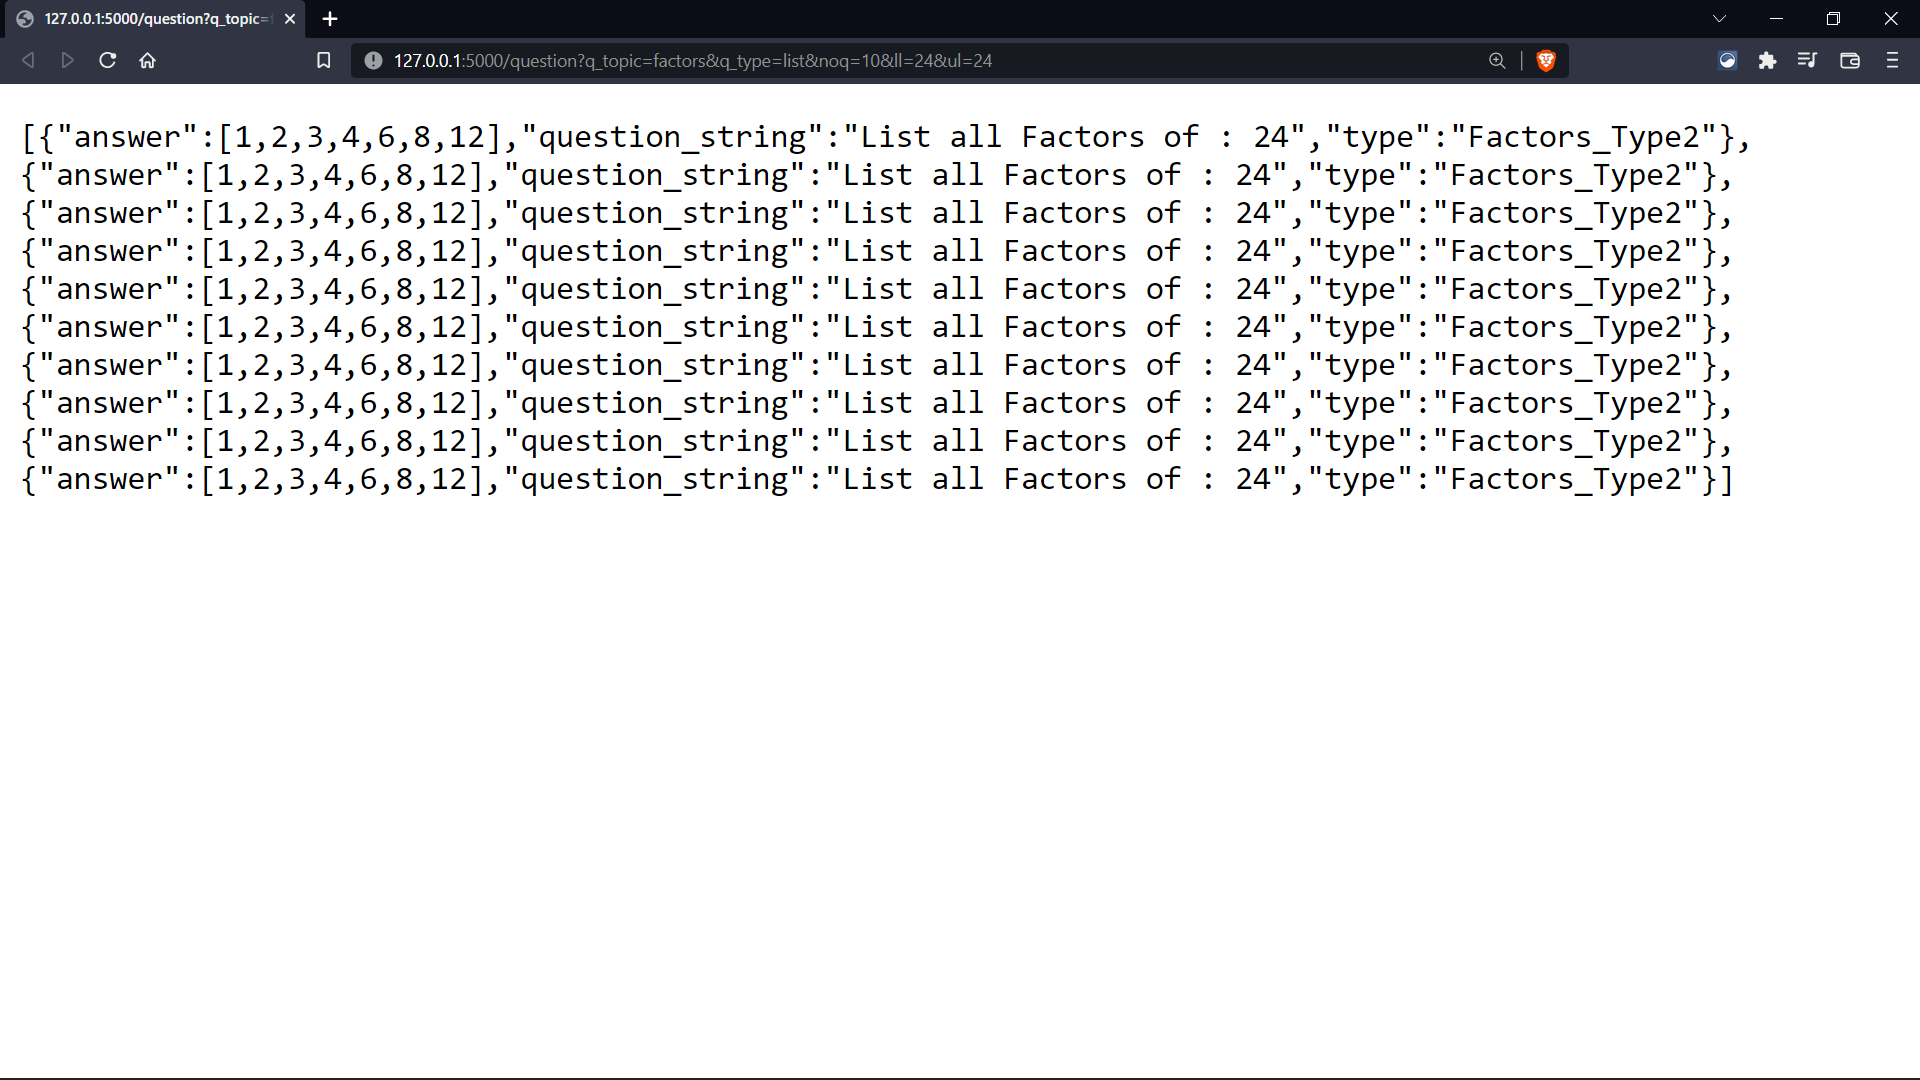 127.0.0.1:5000/question?q_topic=
127.0.0.1:5000/question?q_topic=factors&q_type=list&noq=10&ll=24&ul=24
[{"answer":[1,2,3,4,6,8,12],"question_string":"List all Factors of : 24","type":"Factors_Type2"},
{"answer":[1,2,3,4,6,8,12],"question_string":"List all Factors of : 24","type":"Factors_Type2"},
{"answer":[1,2,3,4,6,8,12],"question_string":"List all Factors of : 24","type":"Factors_Type2"},
{"answer":[1,2,3,4,6,8,12],"question_string":"List all Factors of : 24","type":"Factors_Type2"},
{"answer":[1,2,3,4,6,8,12],"question_string":"List all Factors of : 24","type":"Factors_Type2"},
{"answer":[1,2,3,4,6,8,12],"question_string":"List all Factors of : 24","type":"Factors_Type2"},
{"answer":[1,2,3,4,6,8,12],"question_string":"List all Factors of : 24","type":"Factors_Type2"},
{"answer":[1,2,3,4,6,8,12],"question_string":"List all Factors of : 24","type":"Factors_Type2"},
{"answer":[1,2,3,4,6,8,12],"question_string":"List all Factors of : 24","type":"Factors_Type2"},
{"answer":[1,2,3,4,6,8,12],"question_string":"List all Factors of : 24","type":"Factors_Type2"}]